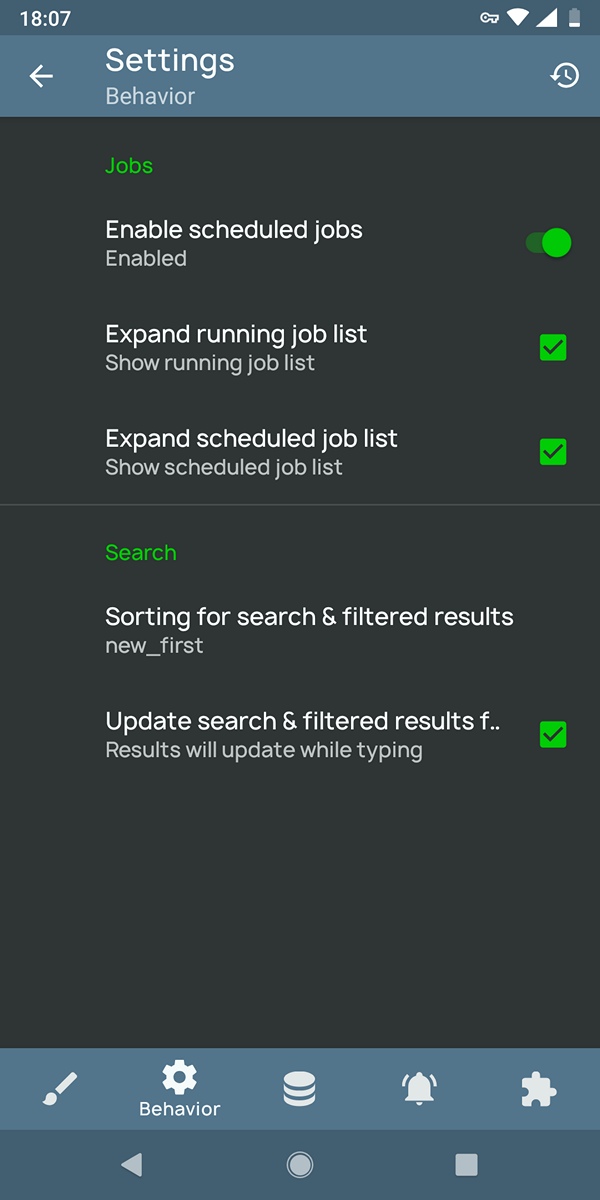 18:07
Settings
Behavior
Jobs
Enable scheduled jobs
Enabled
Expand running job list
Show running job list
Expand scheduled job list
Show scheduled job list
Search
Sorting for search & filtered results
new_first
Update search & filtered results f..
Results will update while typing
Behavior